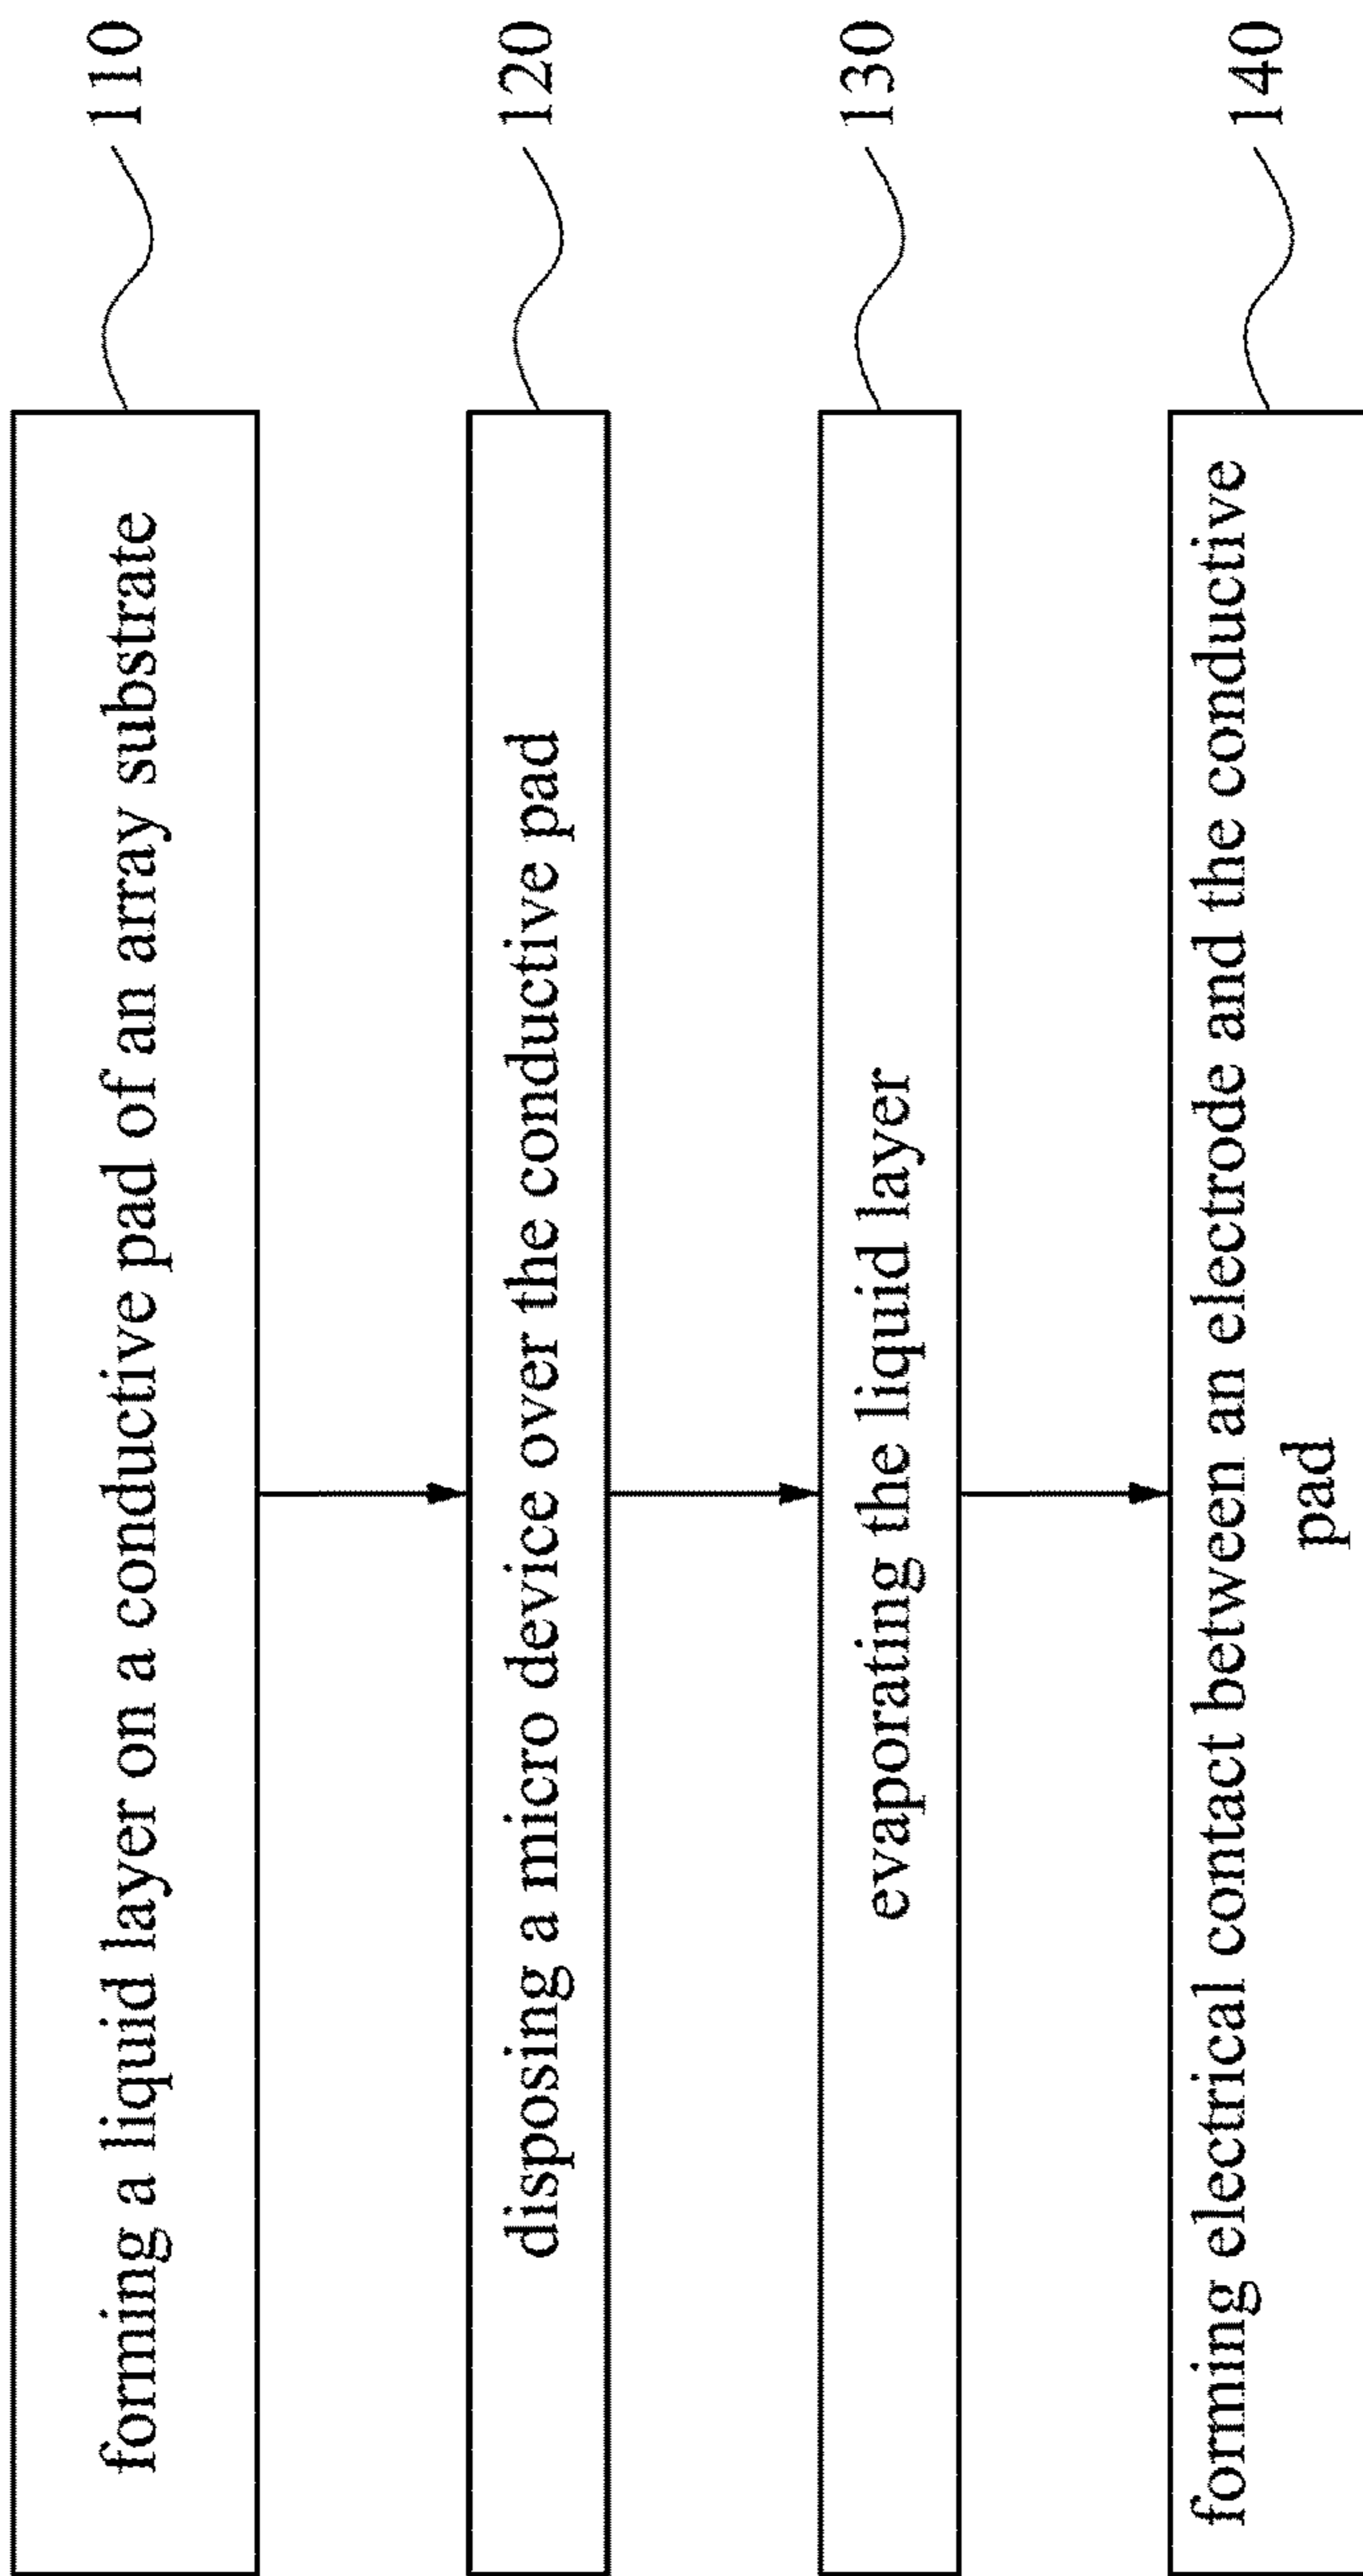 forming a liquid layer on a conductive pad of an array substrate
110
disposing a micro device over the conductive pad
120
evaporating the liquid layer
130
forming electrical contact between an electrode and the conductive
pad
140